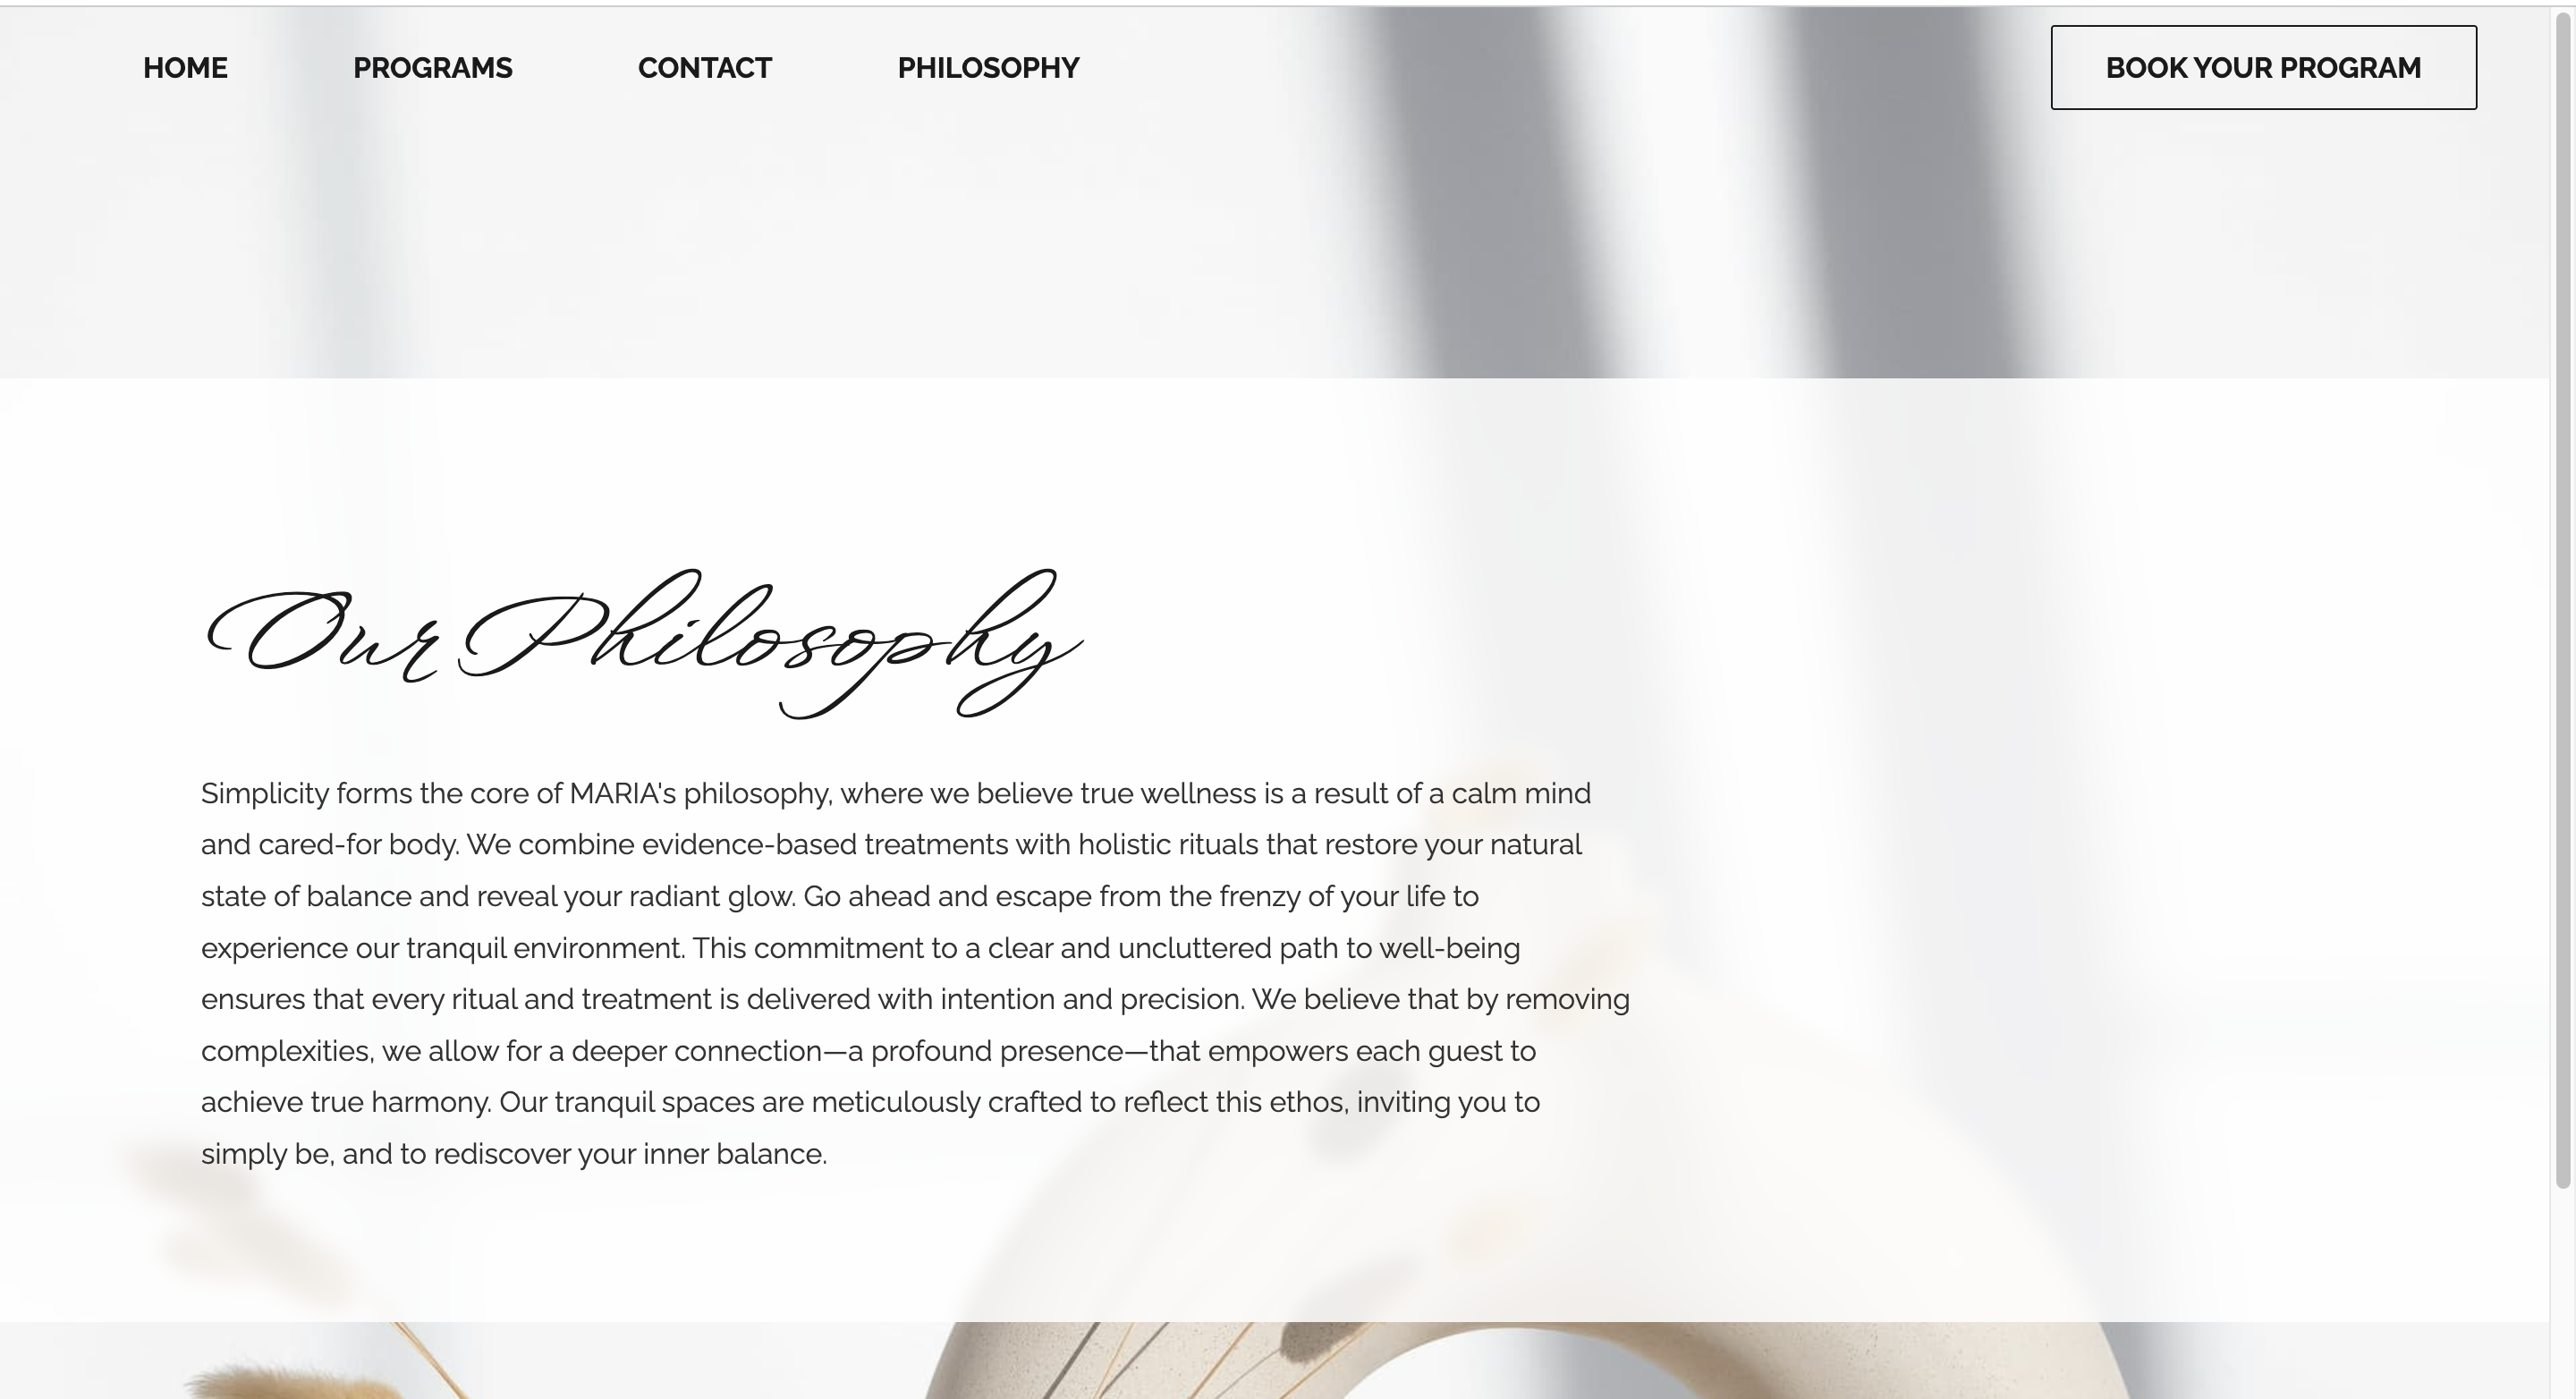 HOME PROGRAMS CONTACT PHILOSOPHY BOOK YOUR PROGRAM
Our Philosophy
Simplicity forms the core of MARIA's philosophy, where we believe true wellness is a result of a calm mind
and cared-for body. We combine evidence-based treatments with holistic rituals that restore your natural
state of balance and reveal your radiant glow. Go ahead and escape from the frenzy of your life to
experience our tranquil environment. This commitment to a clear and uncluttered path to well-being
ensures that every ritual and treatment is delivered with intention and precision. We believe that by removing
complexities, we allow for a deeper connection—a profound presence—that empowers each guest to
achieve true harmony. Our tranquil spaces are meticulously crafted to reflect this ethos, inviting you to
simply be, and to rediscover your inner balance.